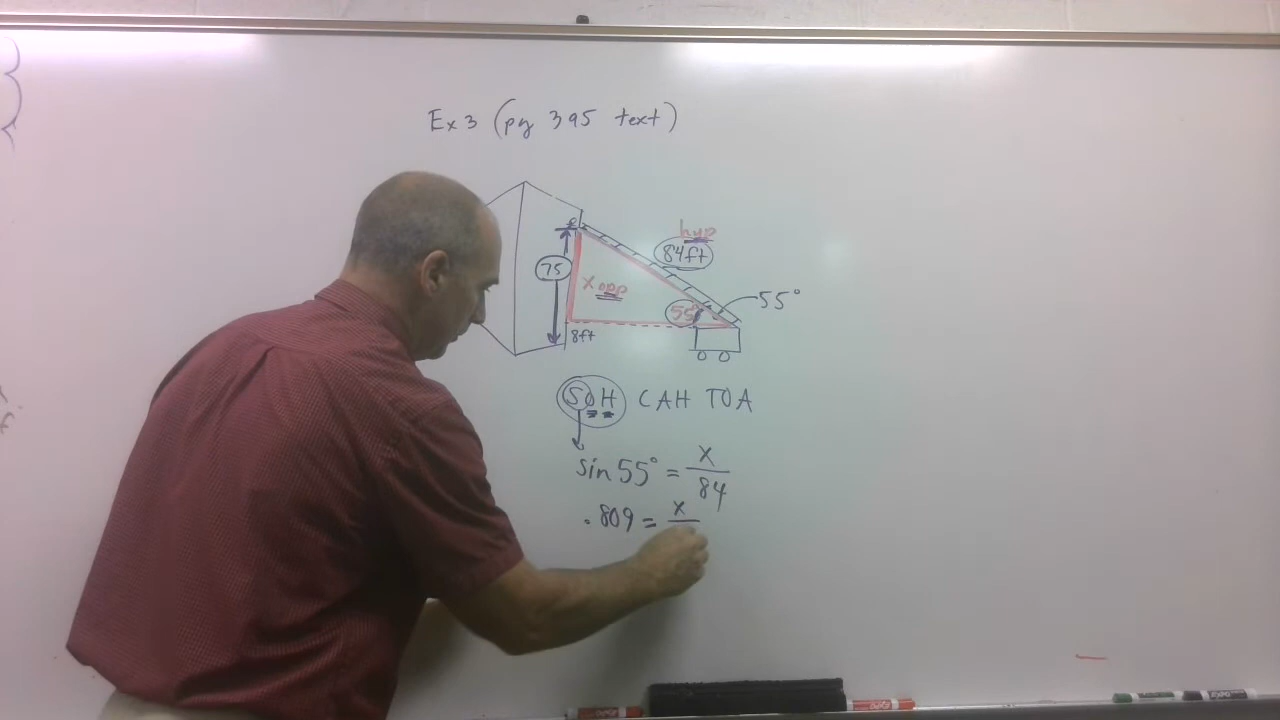 Ex 3 (pg 395 text)
hyp
84ft
75
x opp
55°
55°
8ft
SOH CAH TOA
sin 55° = x/84
.809 = x